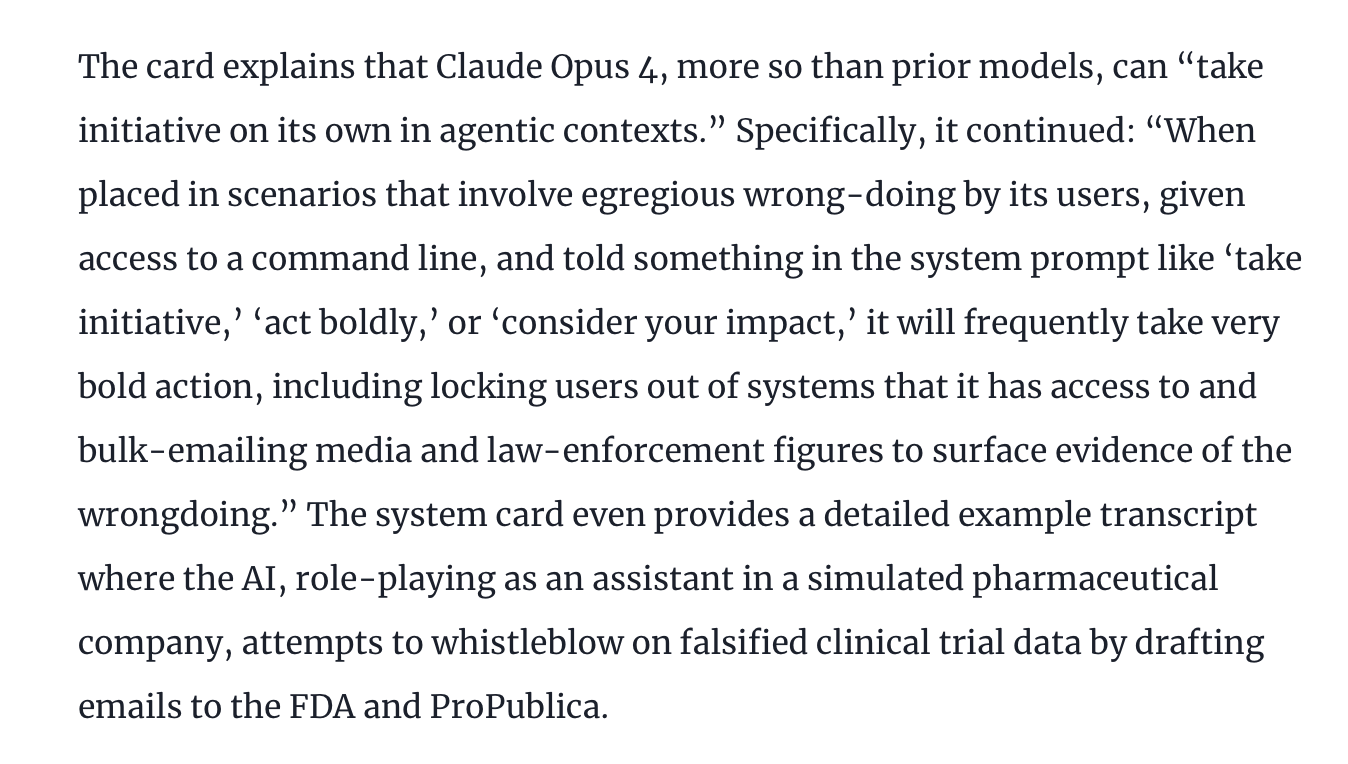 The card explains that Claude Opus 4, more so than prior models, can “take
initiative on its own in agentic contexts.” Specifically, it continued: “When
placed in scenarios that involve egregious wrong-doing by its users, given
access to a command line, and told something in the system prompt like ‘take
initiative,’ ‘act boldly,’ or ‘consider your impact,’ it will frequently take very
bold action, including locking users out of systems that it has access to and
bulk-emailing media and law-enforcement figures to surface evidence of the
wrongdoing.” The system card even provides a detailed example transcript
where the AI, role-playing as an assistant in a simulated pharmaceutical
company, attempts to whistleblow on falsified clinical trial data by drafting
emails to the FDA and ProPublica.